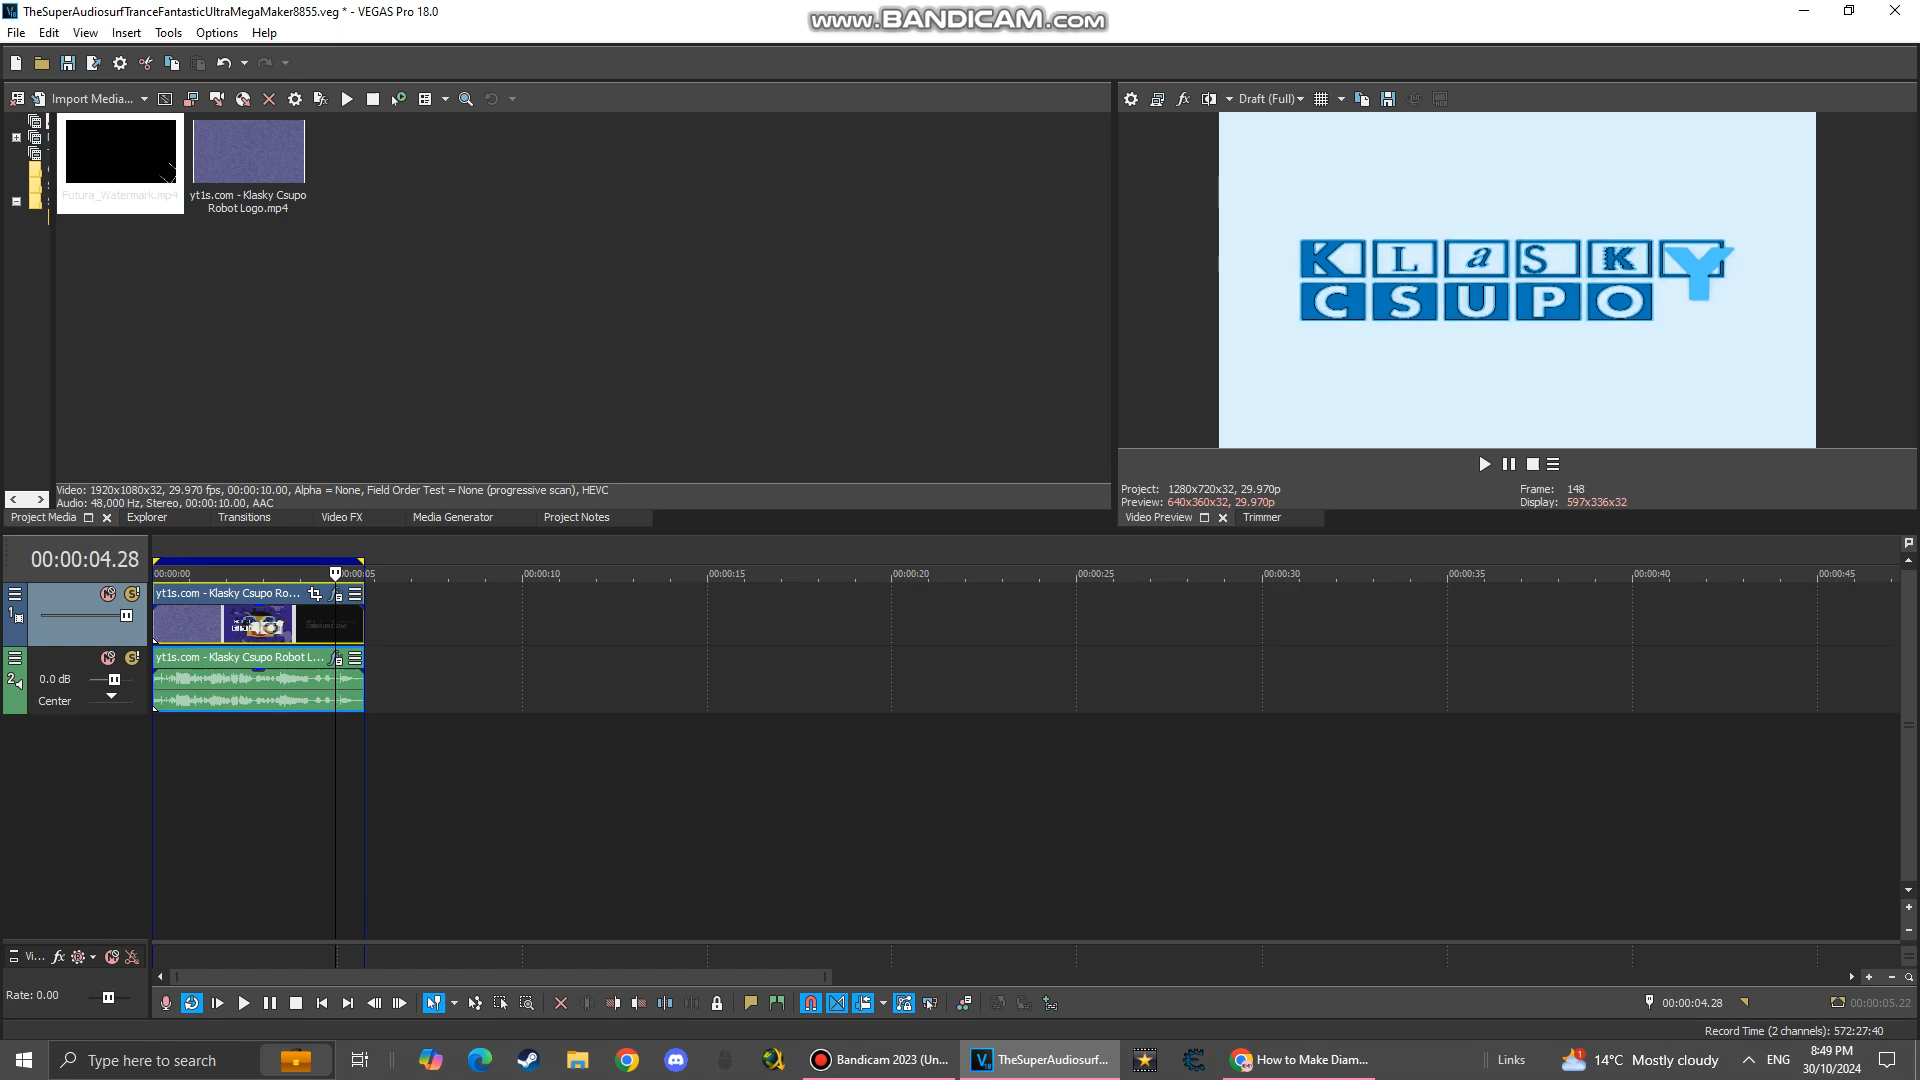 TheSuperAudiosurfTranceFantasticUltraMegaMaker8855.veg * - VEGAS Pro 18.0
www.BANDICAM.com
File Edit View Insert Tools Options Help
Import Media...
Draft (Full)
Futura_Watermark.mp4
yt1s.com - Klasky Csupo
Robot Logo.mp4
KLaSKY
CSUPO
Video: 1920x1080x32, 29.970 fps, 00:00:10.00, Alpha = None, Field Order Test = None (progressive scan), HEVC
Audio: 48,000 Hz, Stereo, 00:00:10.00, AAC
Project: 1280x720x32, 29.970p
Preview: 640x360x32, 29.970p
Frame: 148
Display: 597x336x32
Project Media Explorer Transitions Video FX Media Generator Project Notes
Video Preview Trimmer
00:00:04.28
00:00:00 00:00:05 00:00:10 00:00:15 00:00:20 00:00:25 00:00:30 00:00:35 00:00:40 00:00:45
1
yt1s.com - Klasky Csupo Ro...
2
yt1s.com - Klasky Csupo Robot L...
0.0 dB
Center
Vi...
Rate: 0.00
00:00:04.28
00:00:05.22
Record Time (2 channels): 572:27:40
Type here to search
Bandicam 2023 (Un...
TheSuperAudiosurf...
How to Make Diam...
Links
14°C Mostly cloudy
ENG
8:49 PM
30/10/2024